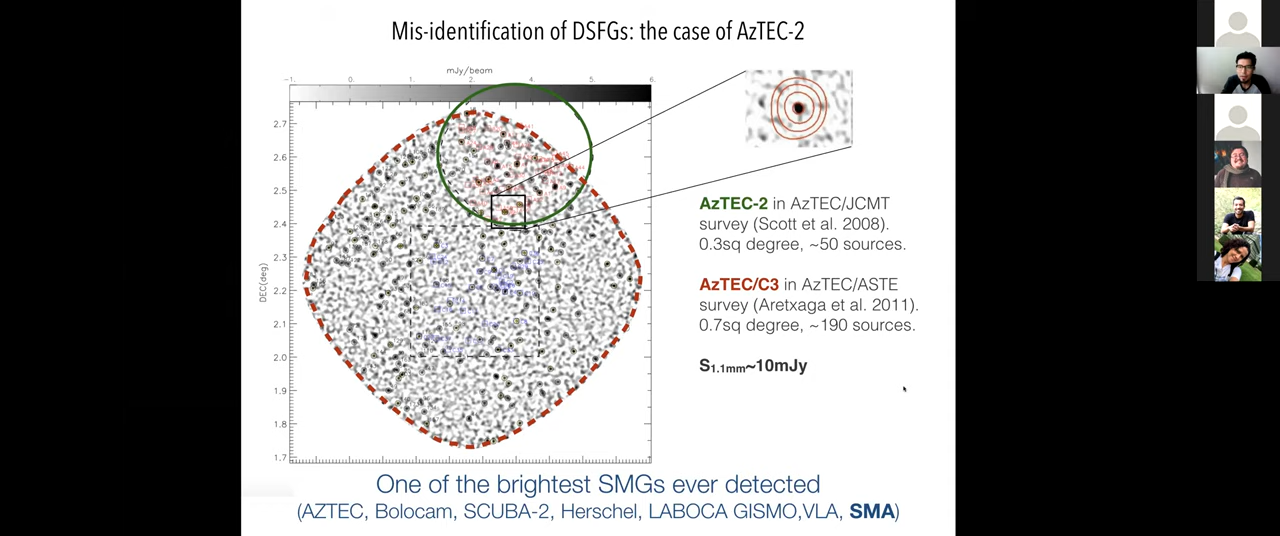 Mis-identification of DSFGs: the case of AzTEC-2
mJy/beam
-1. 0. 1. 2. 3. 4. 5. 6.
2.7
2.6
2.5
2.4
2.3
2.2
2.1
2.0
1.9
1.8
1.7
DEC(deg)
AzTEC-2 in AzTEC/JCMT
survey (Scott et al. 2008).
0.3sq degree, ~50 sources.
AzTEC/C3 in AzTEC/ASTE
survey (Aretxaga et al. 2011).
0.7sq degree, ~190 sources.
S1.1mm~10mJy
One of the brightest SMGs ever detected
(AZTEC, Bolocam, SCUBA-2, Herschel, LABOCA GISMO,VLA, SMA)